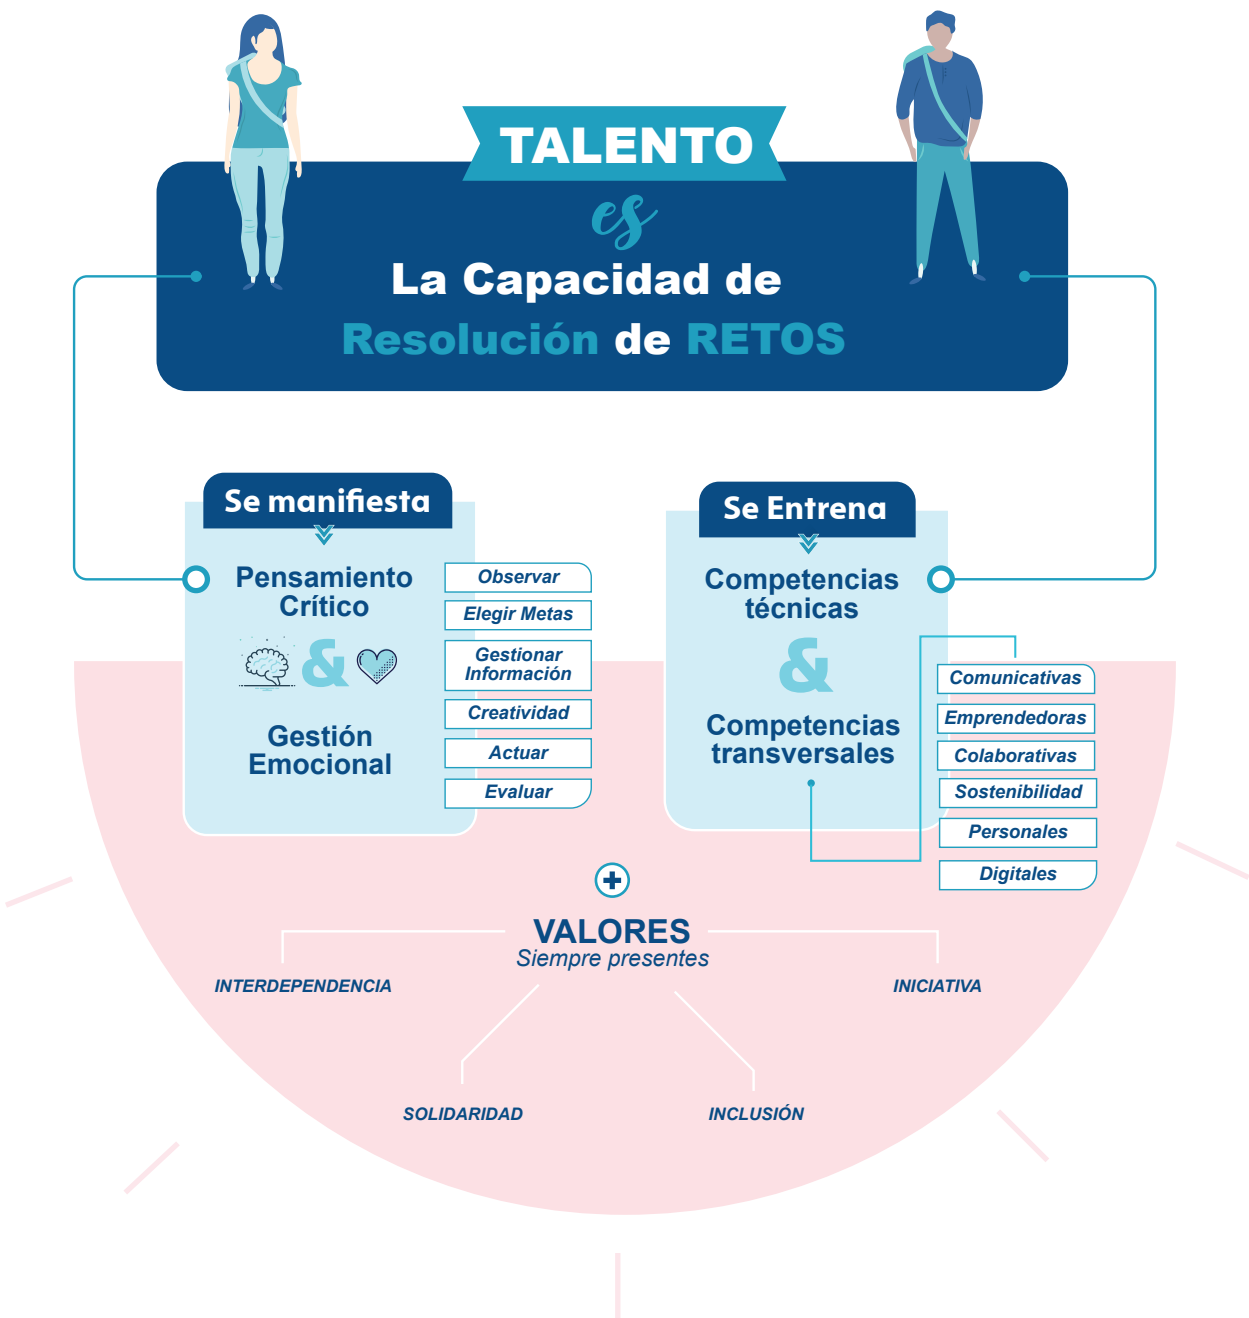 TALENTO
es
La Capacidad de
Resolución de RETOS
Se manifiesta
Pensamiento
Crítico
&
Gestión
Emocional
Observar
Elegir Metas
Gestionar
Información
Creatividad
Actuar
Evaluar
Se Entrena
Competencias
técnicas
&
Competencias
transversales
Comunicativas
Emprendedoras
Colaborativas
Sostenibilidad
Personales
Digitales
+
VALORES
Siempre presentes
INTERDEPENDENCIA
INICIATIVA
SOLIDARIDAD
INCLUSIÓN